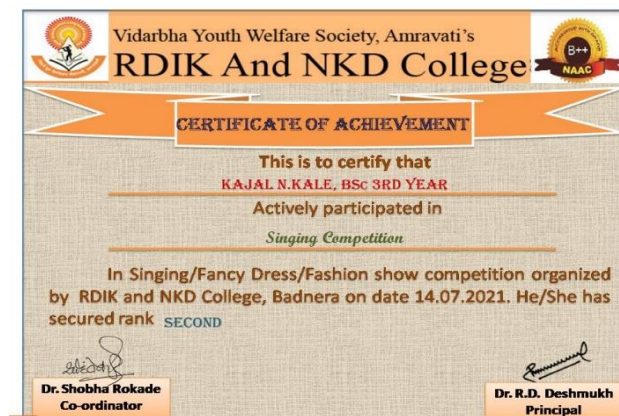 Vidarbha Youth Welfare Society, Amravati's
RDIK And NKD College
B++
NAAC
CERTIFICATE OF ACHIEVEMENT
This is to certify that
KAJAL N.KALE, BSc 3RD YEAR
Actively participated in
Singing Competition
In Singing/Fancy Dress/Fashion show competition organized
by RDIK and NKD College, Badnera on date 14.07.2021. He/She has
secured rank SECOND
Dr. Shobha Rokade
Co-ordinator
Dr. R.D. Deshmukh
Principal